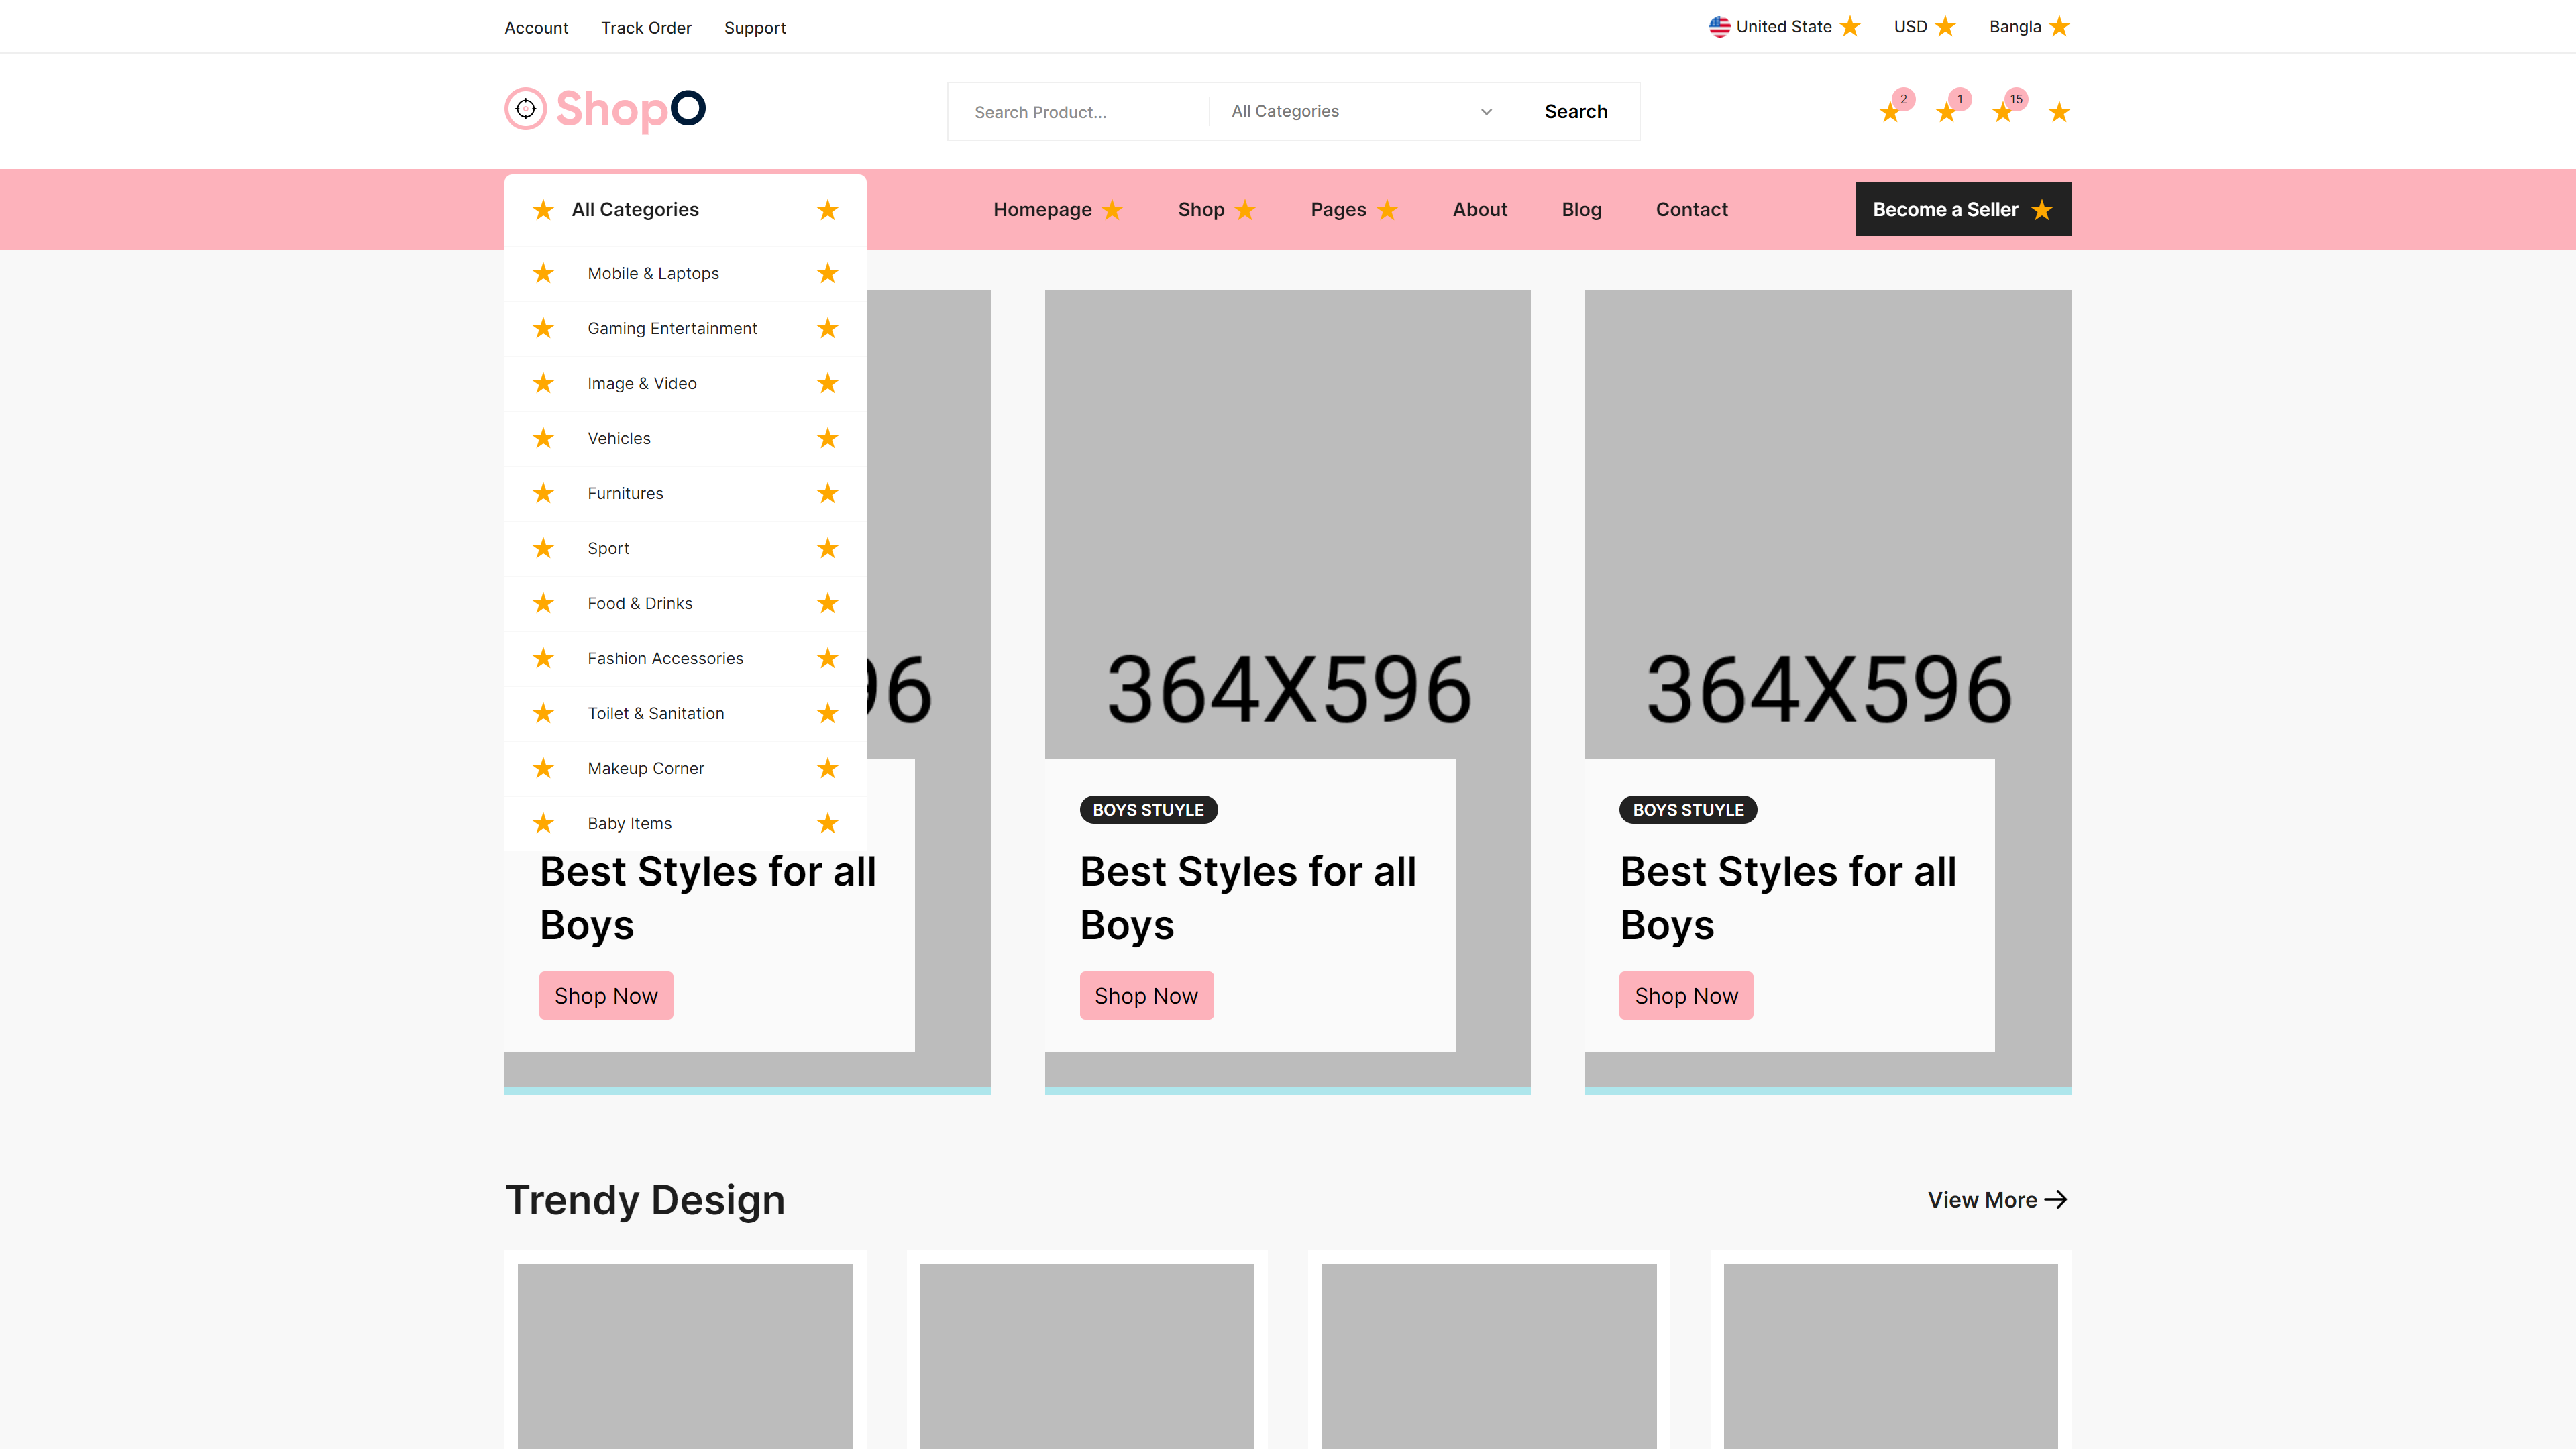 Account Track Order Support
United State USD Bangla
ShopO
Search Product... All Categories Search
2 1 15
All Categories
Homepage Shop Pages About Blog Contact
Become a Seller
Mobile & Laptops
Gaming Entertainment
Image & Video
Vehicles
Furnitures
Sport
Food & Drinks
Fashion Accessories
Toilet & Sanitation
Makeup Corner
Baby Items
96
364X596
364X596
Best Styles for all
Boys
Shop Now
BOYS STUYLE
Best Styles for all
Boys
Shop Now
BOYS STUYLE
Best Styles for all
Boys
Shop Now
Trendy Design
View More